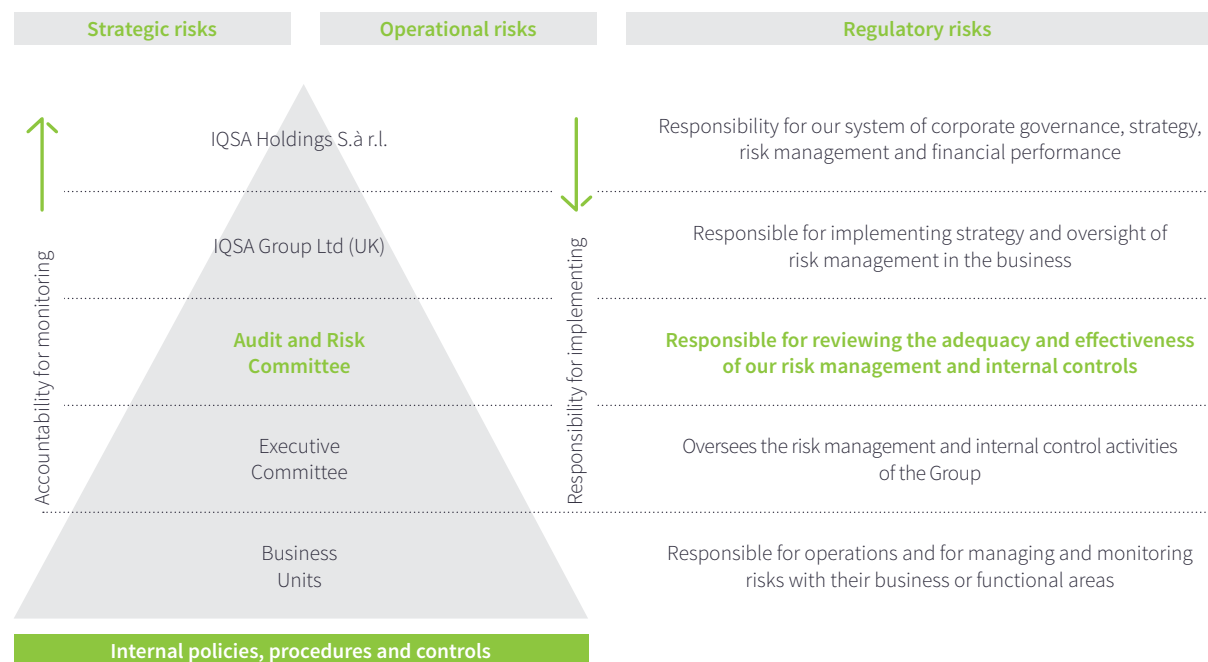 Strategic risks
Operational risks
Regulatory risks
IQSA Holdings S.à r.l.
Responsibility for our system of corporate governance, strategy,
risk management and financial performance
IQSA Group Ltd (UK)
Responsible for implementing strategy and oversight of
risk management in the business
Accountability for monitoring
Responsibility for implementing
Audit and Risk
Committee
Responsible for reviewing the adequacy and effectiveness
of our risk management and internal controls
Executive
Committee
Oversees the risk management and internal control activities
of the Group
Business
Units
Responsible for operations and for managing and monitoring
risks with their business or functional areas
Internal policies, procedures and controls